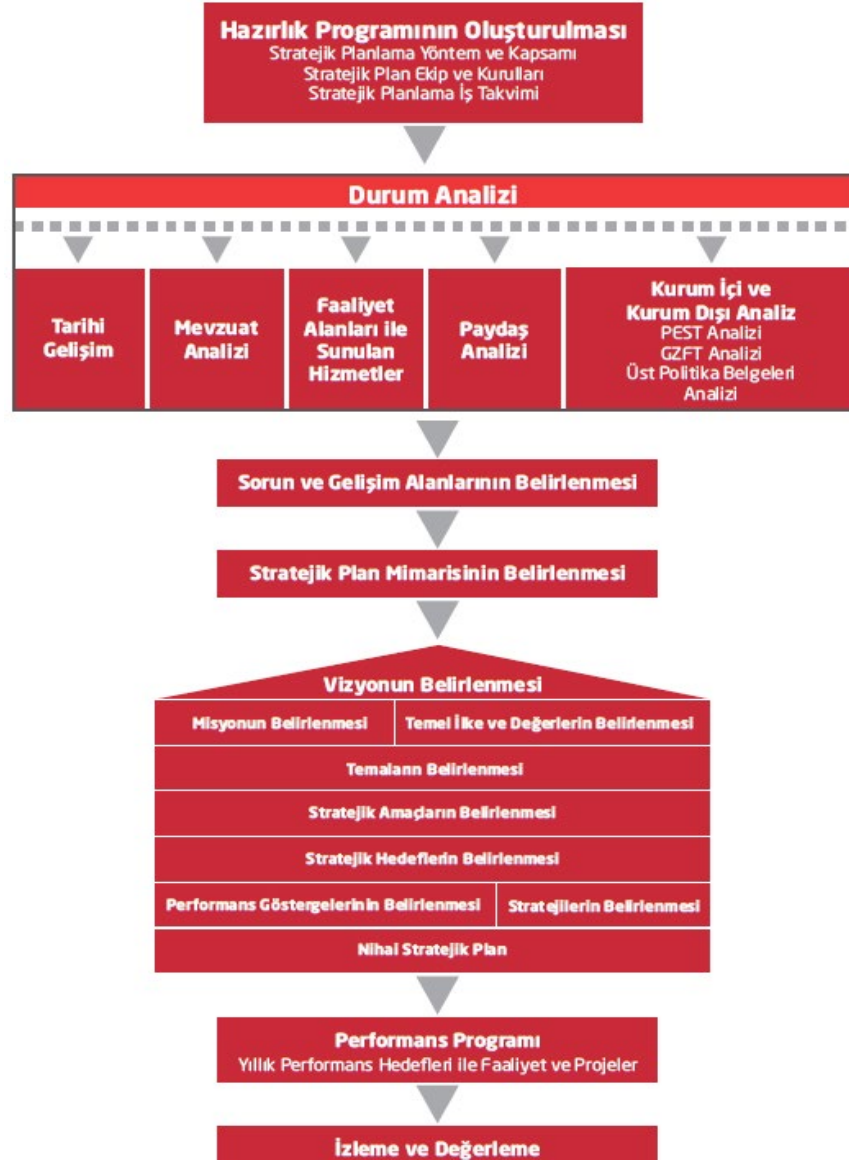 Hazırlık Programının Oluşturulması
Stratejik Planlama Yöntem ve Kapsamı
Stratejik Plan Ekip ve Kurulları
Stratejik Planlama İş Takvimi
Durum Analizi
Tarihi
Gelişim
Mevzuat
Analizi
Faaliyet
Alanları ile
Sunulan
Hizmetler
Paydaş
Analizi
Kurum İçi ve
Kurum Dışı Analiz
PEST Analizi
GZFT Analizi
Üst Politika Belgeleri
Analizi
Sorun ve Gelişim Alanlarının Belirlenmesi
Stratejik Plan Mimarisinin Belirlenmesi
Vizyonun Belirlenmesi
Misyonun Belirlenmesi
Temel İlke ve Değerlerin Belirlenmesi
Temaların Belirlenmesi
Stratejik Amaçların Belirlenmesi
Stratejik Hedeflerin Belirlenmesi
Performans Göstergelerinin Belirlenmesi
Stratejilerin Belirlenmesi
Nihai Stratejik Plan
Performans Programı
Yıllık Performans Hedefleri ile Faaliyet ve Projeler
İzleme ve Değerleme